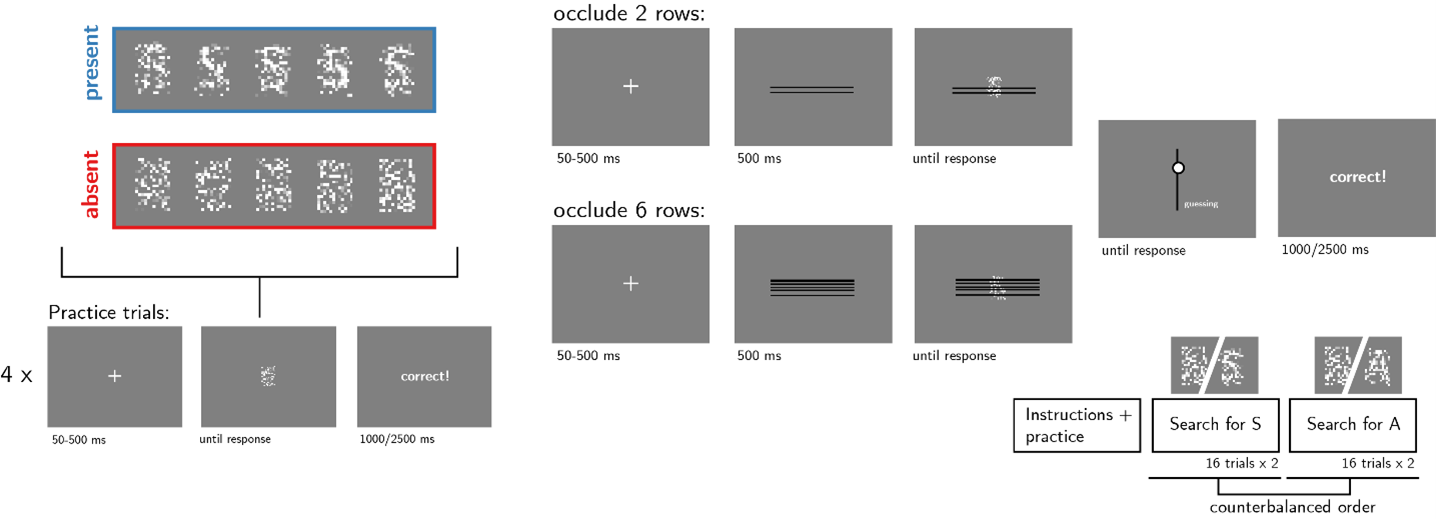 present
absent
Practice trials:
4 x
50-500 ms
until response
correct!
1000/2500 ms
occlude 2 rows:
50-500 ms
500 ms
until response
occlude 6 rows:
50-500 ms
500 ms
until response
guessing
until response
correct!
1000/2500 ms
Instructions +
practice
Search for S
Search for A
16 trials x 2
16 trials x 2
counterbalanced order